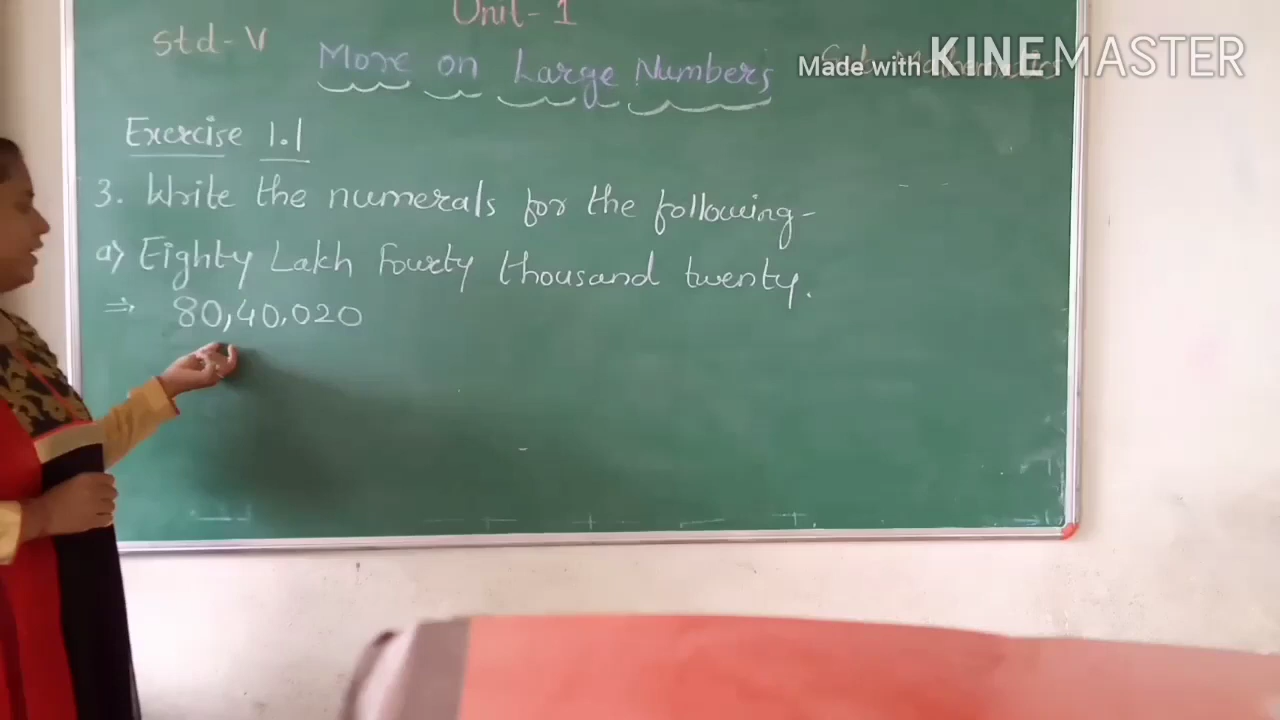 Unit-1
Std-V
More on Large Numbers
Made with KINEMASTER
Exercise 1.1
3. Write the numerals for the following-
a) Eighty Lakh Fourty thousand twenty.
⇒ 80,40,020